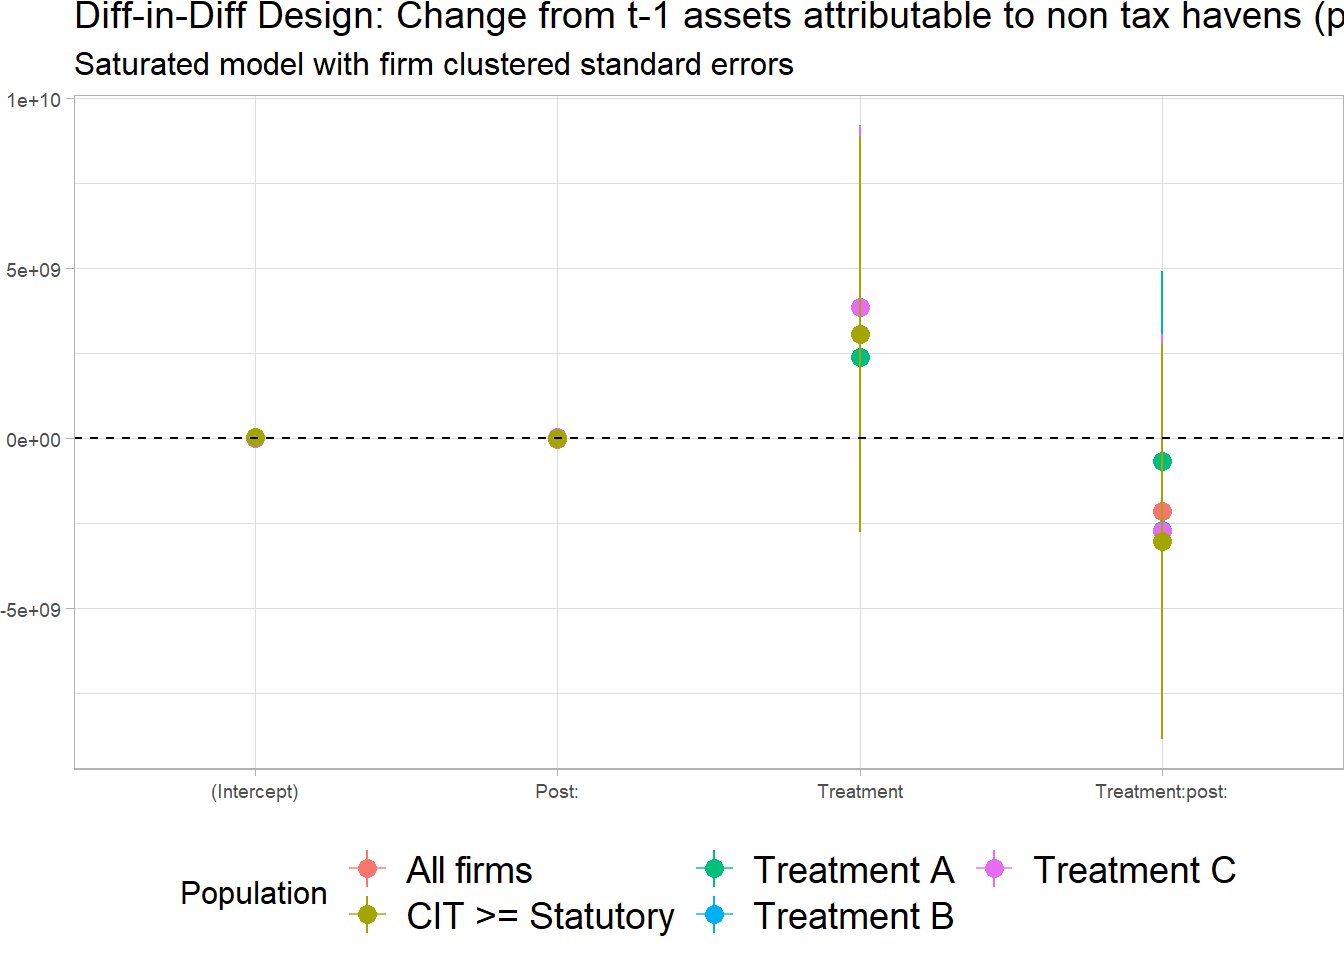 Diff-in-Diff Design: Change from t-1 assets attributable to non tax havens (p
Saturated model with firm clustered standard errors
1e+10
5e+09
0e+00
-5e+09
(Intercept) Post: Treatment Treatment:post:
Population
All firms Treatment A Treatment C
CIT >= Statutory Treatment B